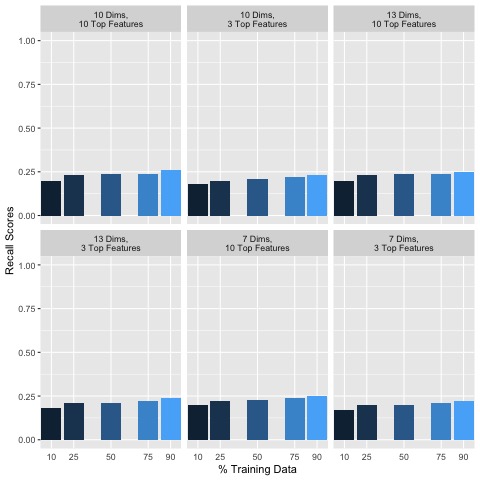 10 Dims,
10 Top Features
10 Dims,
3 Top Features
13 Dims,
10 Top Features
1.00
0.75
0.50
0.25
0.00
Recall Scores
13 Dims,
3 Top Features
7 Dims,
10 Top Features
7 Dims,
3 Top Features
1.00
0.75
0.50
0.25
0.00
10 25 50 75 90
10 25 50 75 90
10 25 50 75 90
% Training Data